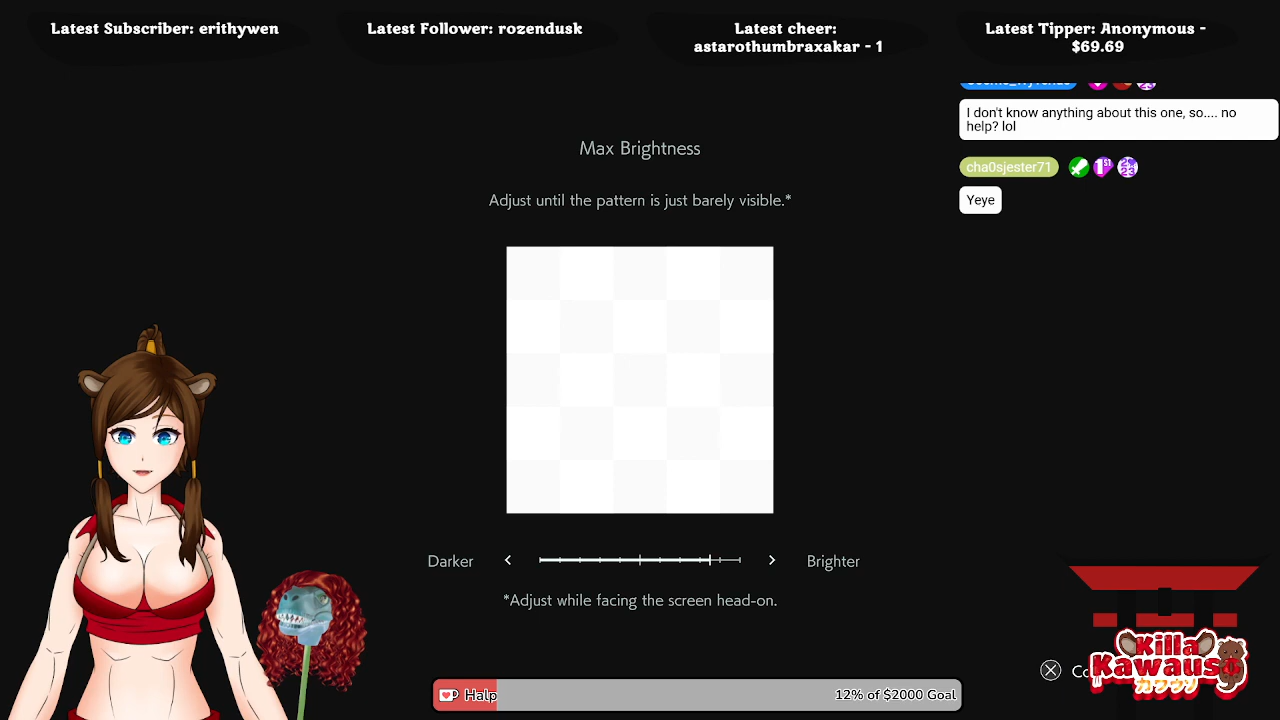 Latest Subscriber: erithywen
Latest Follower: rozendusk
Latest cheer:
astarothumbraxakar - 1
Latest Tipper: Anonymous -
$69.69
I don't know anything about this one, so.... no
help? lol
cha0sjester71
Yeye
Max Brightness
Adjust until the pattern is just barely visible.*
Darker
Brighter
*Adjust while facing the screen head-on.
Halp
12% of $2000 Goal
Killa
Kawauso
カワウソ